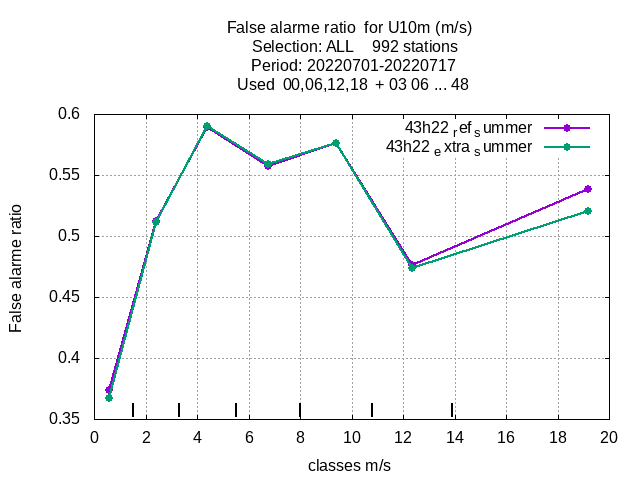 False alarme ratio for U10m (m/s)
Selection: ALL 992 stations
Period: 20220701-20220717
Used 00,06,12,18 + 03 06 ... 48
43h22 ref summer
43h22 extra summer
0.6
0.55
0.5
0.45
0.4
0.35
False alarme ratio
0 2 4 6 8 10 12 14 16 18 20
classes m/s